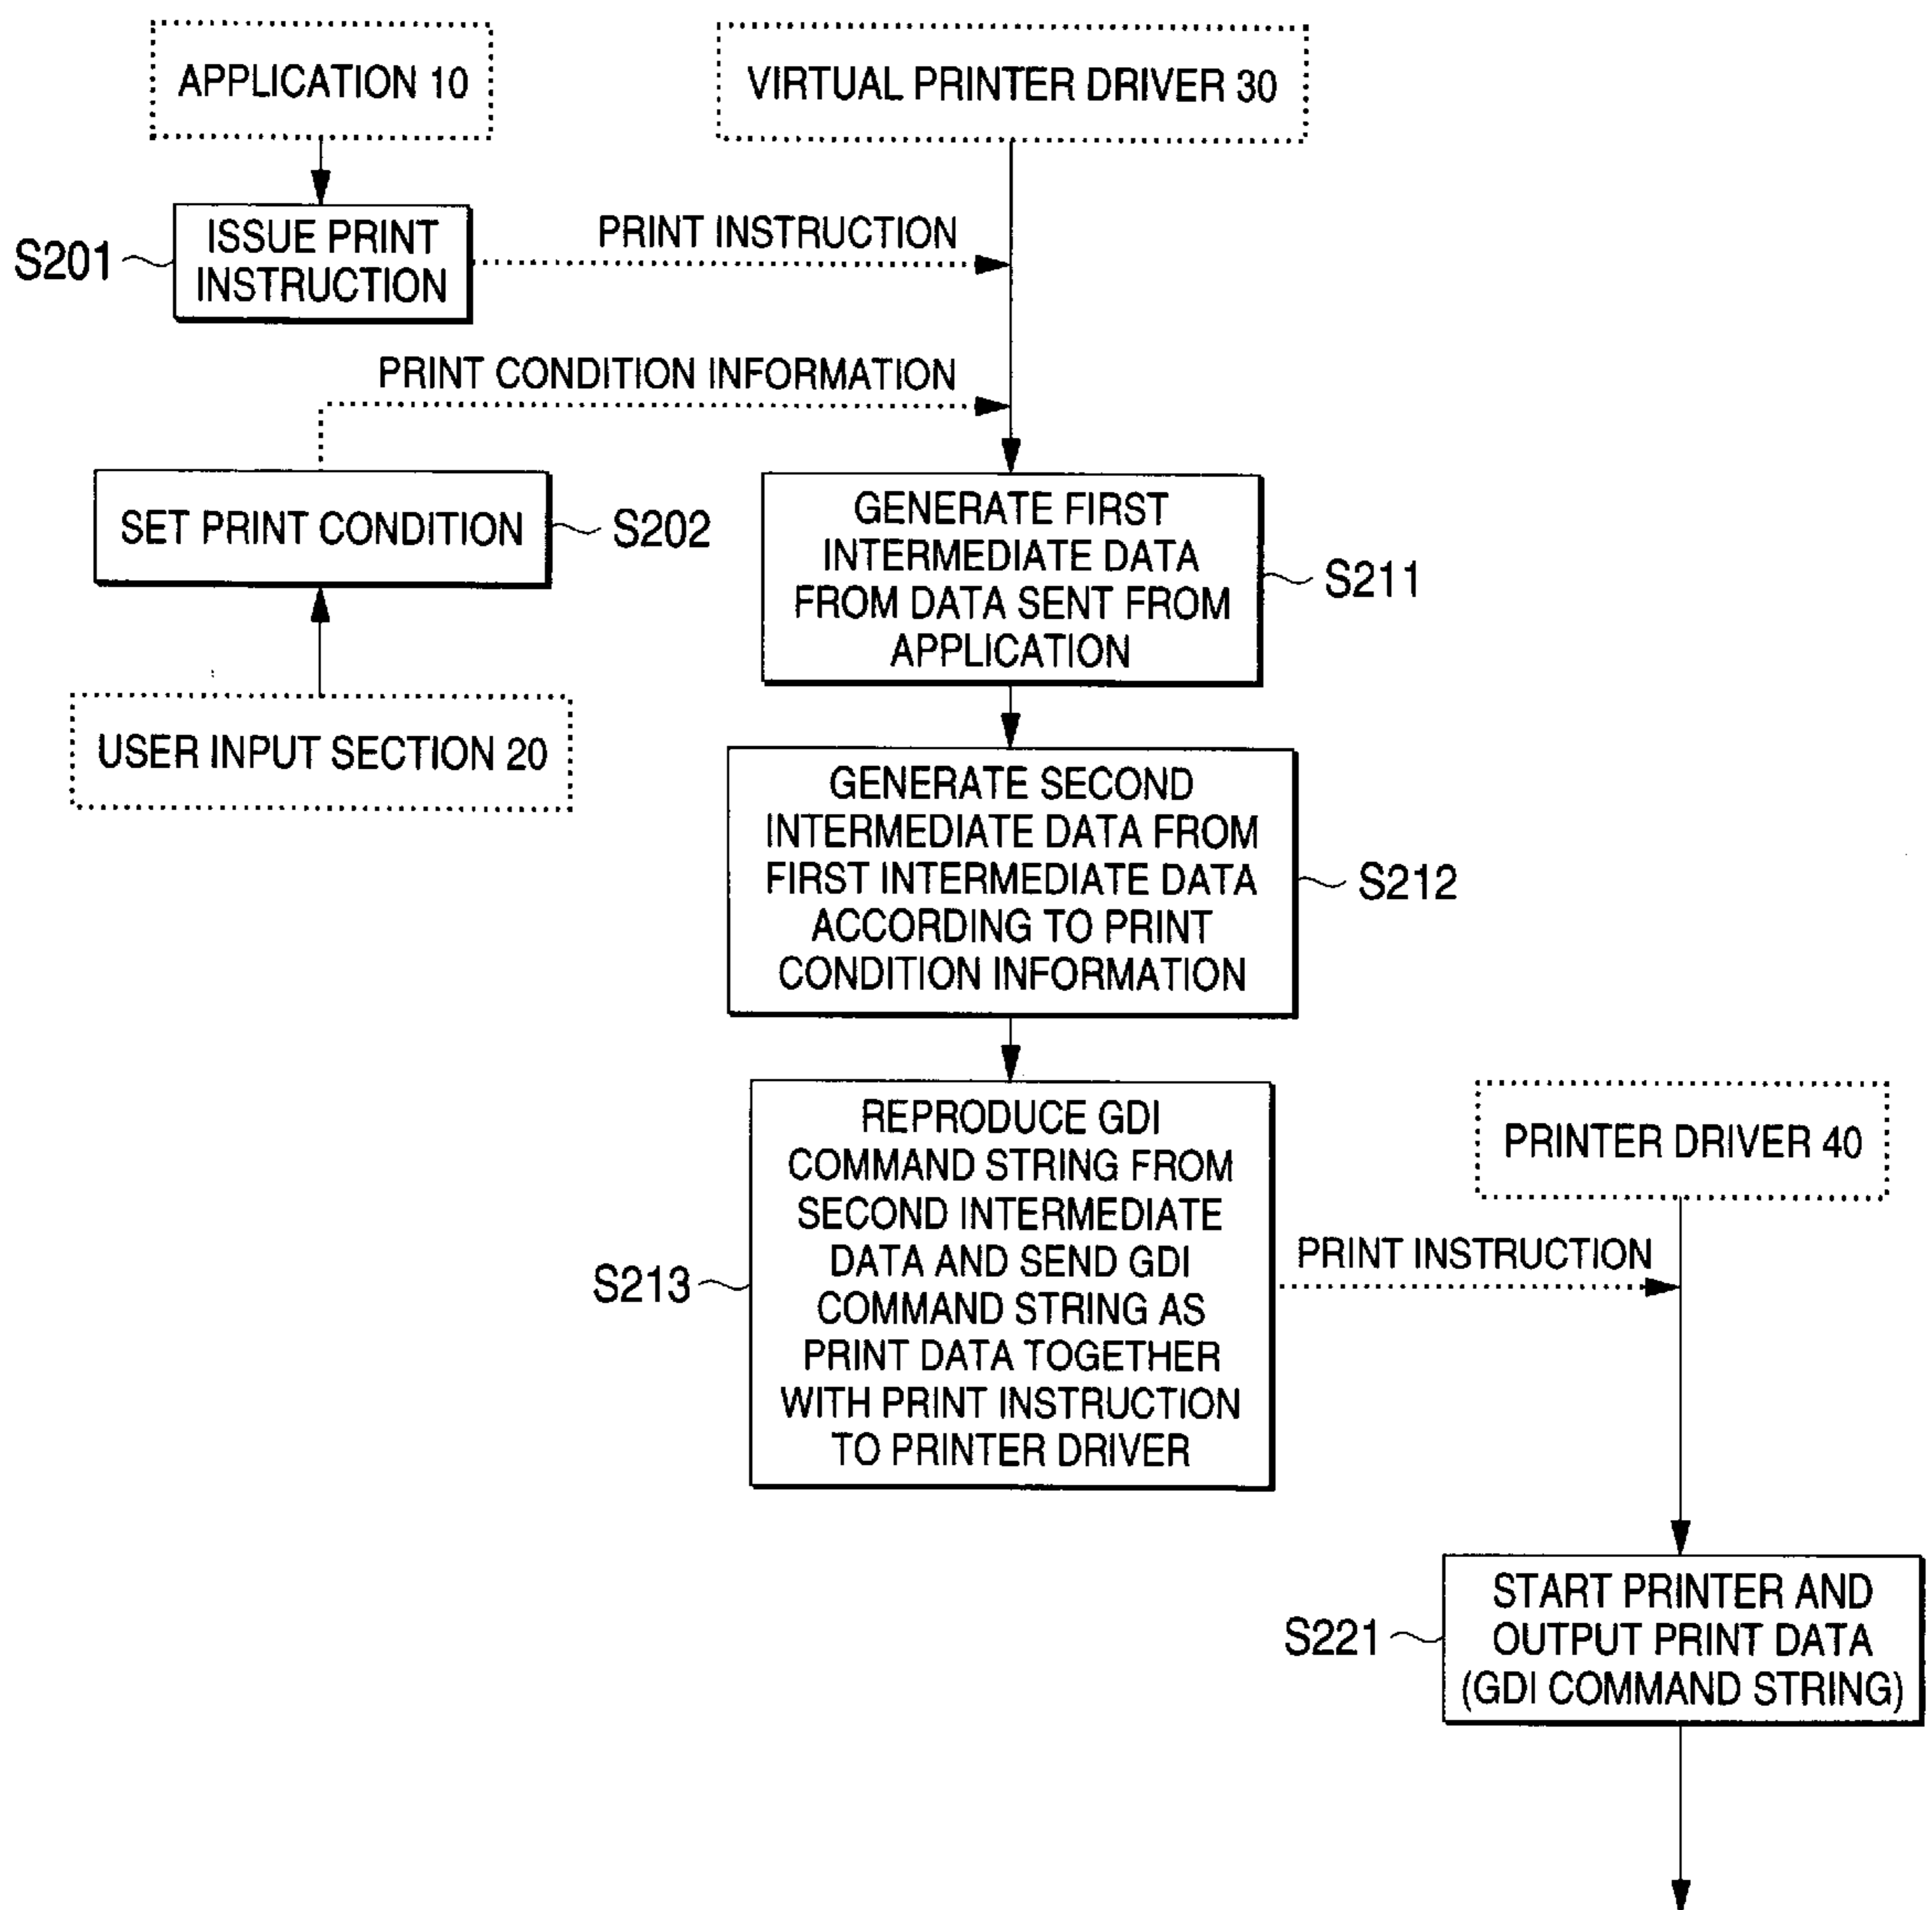 APPLICATION 10
VIRTUAL PRINTER DRIVER 30
S201
ISSUE PRINT
INSTRUCTION
PRINT INSTRUCTION
PRINT CONDITION INFORMATION
SET PRINT CONDITION
S202
USER INPUT SECTION 20
GENERATE FIRST
INTERMEDIATE DATA
FROM DATA SENT FROM
APPLICATION
S211
GENERATE SECOND
INTERMEDIATE DATA FROM
FIRST INTERMEDIATE DATA
ACCORDING TO PRINT
CONDITION INFORMATION
S212
S213
REPRODUCE GDI
COMMAND STRING FROM
SECOND INTERMEDIATE
DATA AND SEND GDI
COMMAND STRING AS
PRINT DATA TOGETHER
WITH PRINT INSTRUCTION
TO PRINTER DRIVER
PRINTER DRIVER 40
PRINT INSTRUCTION
S221
START PRINTER AND
OUTPUT PRINT DATA
(GDI COMMAND STRING)